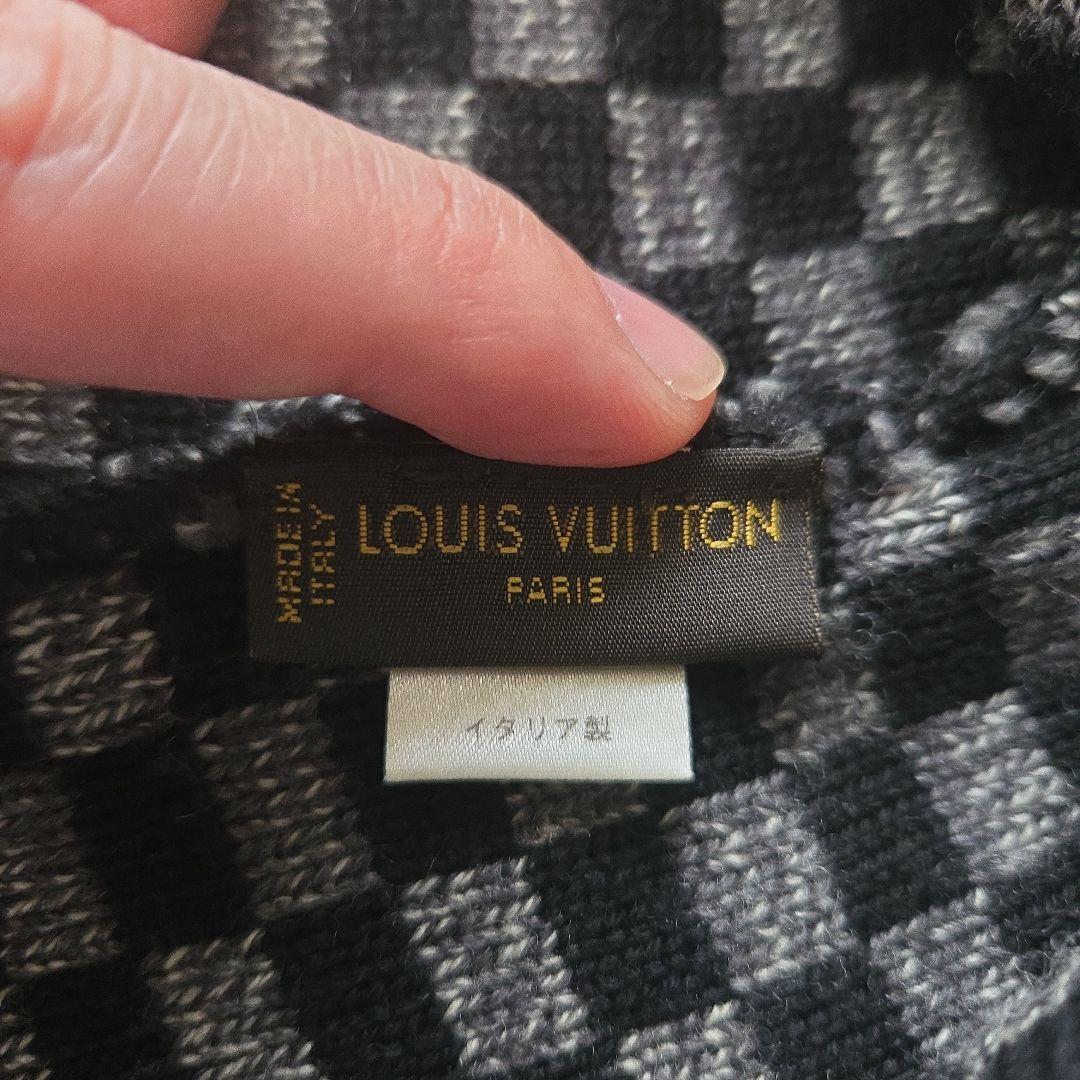 MADE IN
ITALY
LOUIS VUITTON
PARIS
イタリア製